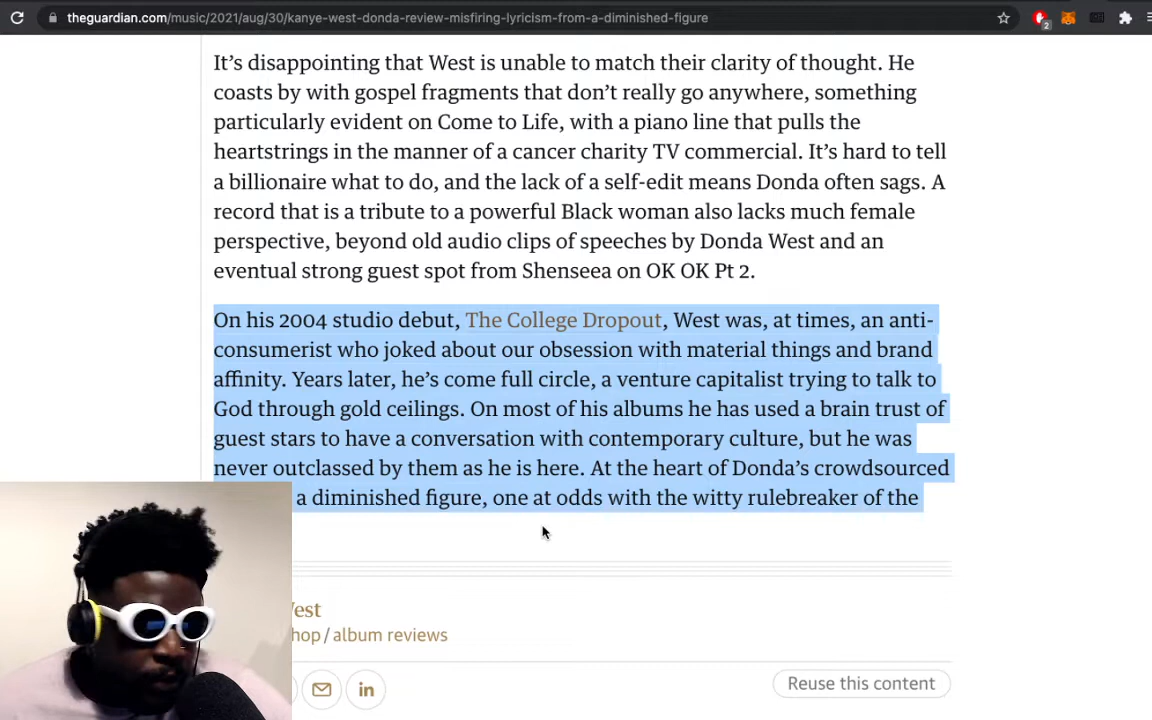 theguardian.com/music/2021/aug/30/kanye-west-donda-review-misfiring-lyricism-from-a-diminished-figure
2
It’s disappointing that West is unable to match their clarity of thought. He
coasts by with gospel fragments that don’t really go anywhere, something
particularly evident on Come to Life, with a piano line that pulls the
heartstrings in the manner of a cancer charity TV commercial. It’s hard to tell
a billionaire what to do, and the lack of a self-edit means Donda often sags. A
record that is a tribute to a powerful Black woman also lacks much female
perspective, beyond old audio clips of speeches by Donda West and an
eventual strong guest spot from Shenseea on OK OK Pt 2.
On his 2004 studio debut, The College Dropout, West was, at times, an anti-
consumerist who joked about our obsession with material things and brand
affinity. Years later, he’s come full circle, a venture capitalist trying to talk to
God through gold ceilings. On most of his albums he has used a brain trust of
guest stars to have a conversation with contemporary culture, but he was
never outclassed by them as he is here. At the heart of Donda’s crowdsourced
a diminished figure, one at odds with the witty rulebreaker of the
est
hop / album reviews
in
Reuse this content